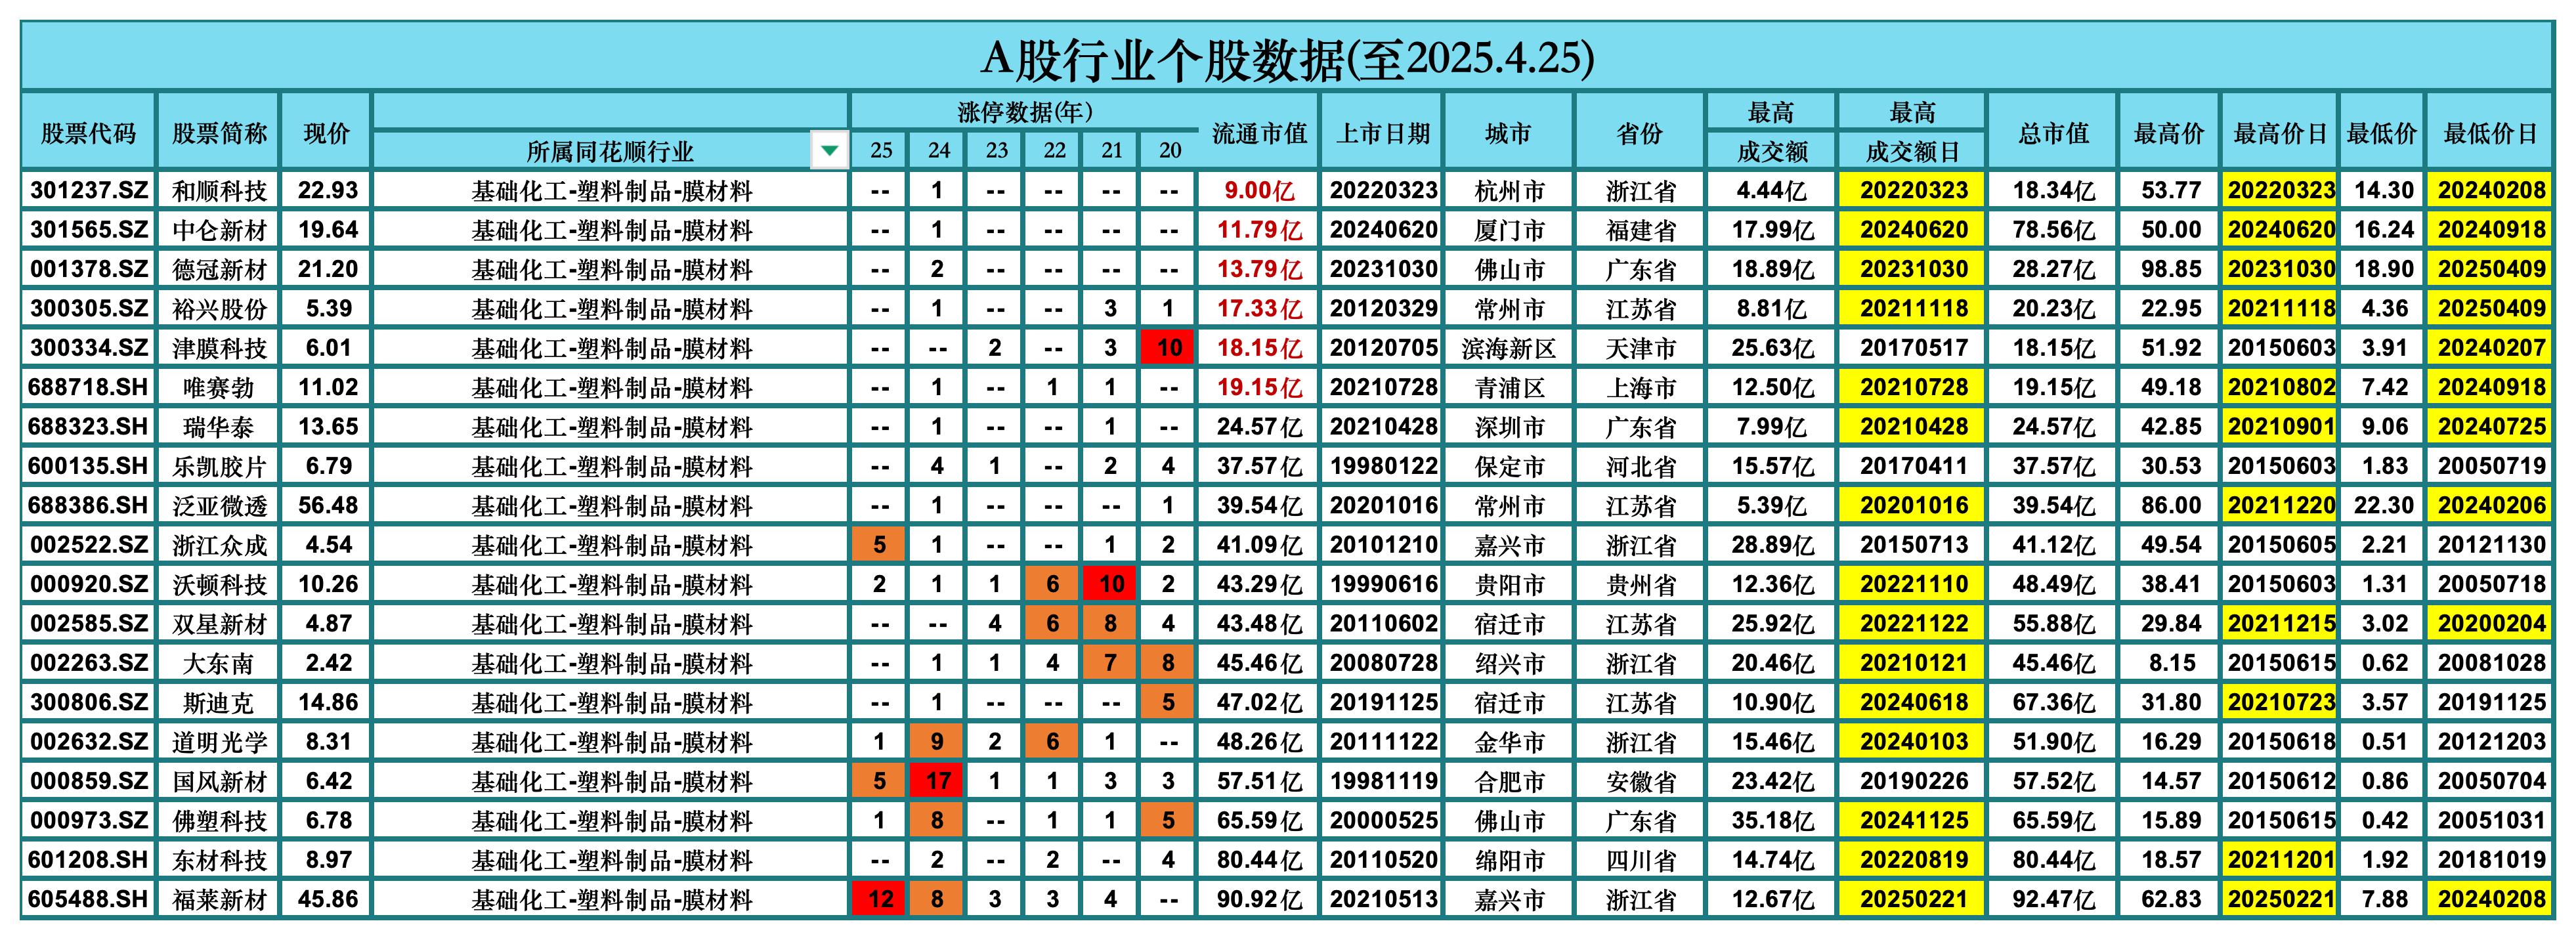 A股行业个股数据(至2025.4.25)
股票代码 股票简称 现价 所属同花顺行业 涨停数据(年) 25 24 23 22 21 20 流通市值 上市日期 城市 省份 最高成交额 最高成交额日 总市值 最高价 最高价日 最低价 最低价日
301237.SZ 和顺科技 22.93 基础化工-塑料制品-膜材料 -- 1 -- -- -- -- 9.00亿 20220323 杭州市 浙江省 4.44亿 20220323 18.34亿 53.77 20220323 14.30 20240208
301565.SZ 中仑新材 19.64 基础化工-塑料制品-膜材料 -- 1 -- -- -- -- 11.79亿 20240620 厦门市 福建省 17.99亿 20240620 78.56亿 50.00 20240620 16.24 20240918
001378.SZ 德冠新材 21.20 基础化工-塑料制品-膜材料 -- 2 -- -- -- -- 13.79亿 20231030 佛山市 广东省 18.89亿 20231030 28.27亿 98.85 20231030 18.90 20250409
300305.SZ 裕兴股份 5.39 基础化工-塑料制品-膜材料 -- 1 -- -- 3 1 17.33亿 20120329 常州市 江苏省 8.81亿 20211118 20.23亿 22.95 20211118 4.36 20250409
300334.SZ 津膜科技 6.01 基础化工-塑料制品-膜材料 -- -- 2 -- 3 10 18.15亿 20120705 滨海新区 天津市 25.63亿 20170517 18.15亿 51.92 20150603 3.91 20240207
688718.SH 唯赛勃 11.02 基础化工-塑料制品-膜材料 -- 1 -- 1 1 -- 19.15亿 20210728 青浦区 上海市 12.50亿 20210728 19.15亿 49.18 20210802 7.42 20240918
688323.SH 瑞华泰 13.65 基础化工-塑料制品-膜材料 -- 1 -- -- 1 -- 24.57亿 20210428 深圳市 广东省 7.99亿 20210428 24.57亿 42.85 20210901 9.06 20240725
600135.SH 乐凯胶片 6.79 基础化工-塑料制品-膜材料 -- 4 1 -- 2 4 37.57亿 19980122 保定市 河北省 15.57亿 20170411 37.57亿 30.53 20150603 1.83 20050719
688386.SH 泛亚微透 56.48 基础化工-塑料制品-膜材料 -- 1 -- -- -- 1 39.54亿 20201016 常州市 江苏省 5.39亿 20201016 39.54亿 86.00 20211220 22.30 20240206
002522.SZ 浙江众成 4.54 基础化工-塑料制品-膜材料 5 1 -- -- 1 2 41.09亿 20101210 嘉兴市 浙江省 28.89亿 20150713 41.12亿 49.54 20150605 2.21 20121130
000920.SZ 沃顿科技 10.26 基础化工-塑料制品-膜材料 2 1 1 6 10 2 43.29亿 19990616 贵阳市 贵州省 12.36亿 20221110 48.49亿 38.41 20150603 1.31 20050718
002585.SZ 双星新材 4.87 基础化工-塑料制品-膜材料 -- -- 4 6 8 4 43.48亿 20110602 宿迁市 江苏省 25.92亿 20221122 55.88亿 29.84 20211215 3.02 20200204
002263.SZ 大东南 2.42 基础化工-塑料制品-膜材料 -- 1 1 4 7 8 45.46亿 20080728 绍兴市 浙江省 20.46亿 20210121 45.46亿 8.15 20150615 0.62 20081028
300806.SZ 斯迪克 14.86 基础化工-塑料制品-膜材料 -- 1 -- -- -- 5 47.02亿 20191125 宿迁市 江苏省 10.90亿 20240618 67.36亿 31.80 20210723 3.57 20191125
002632.SZ 道明光学 8.31 基础化工-塑料制品-膜材料 1 9 2 6 1 -- 48.26亿 20111122 金华市 浙江省 15.46亿 20240103 51.90亿 16.29 20150618 0.51 20121203
000859.SZ 国风新材 6.42 基础化工-塑料制品-膜材料 5 17 1 1 3 3 57.51亿 19981119 合肥市 安徽省 23.42亿 20190226 57.52亿 14.57 20150612 0.86 20050704
000973.SZ 佛塑科技 6.78 基础化工-塑料制品-膜材料 1 8 -- 1 1 5 65.59亿 20000525 佛山市 广东省 35.18亿 20241125 65.59亿 15.89 20150615 0.42 20051031
601208.SH 东材科技 8.97 基础化工-塑料制品-膜材料 -- 2 -- 2 -- 4 80.44亿 20110520 绵阳市 四川省 14.74亿 20220819 80.44亿 18.57 20211201 1.92 20181019
605488.SH 福莱新材 45.86 基础化工-塑料制品-膜材料 12 8 3 3 4 -- 90.92亿 20210513 嘉兴市 浙江省 12.67亿 20250221 92.47亿 62.83 20250221 7.88 20240208